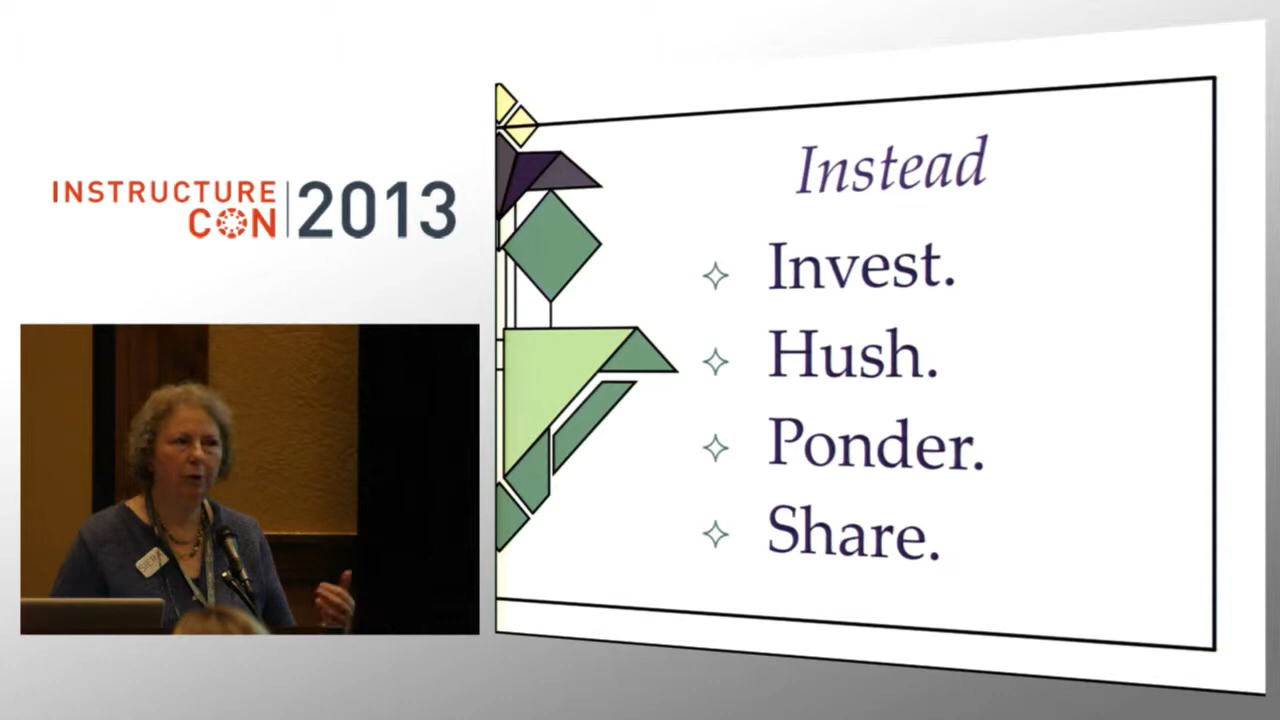 INSTRUCTURE
CON
2013
Instead
Invest.
Hush.
Ponder.
Share.